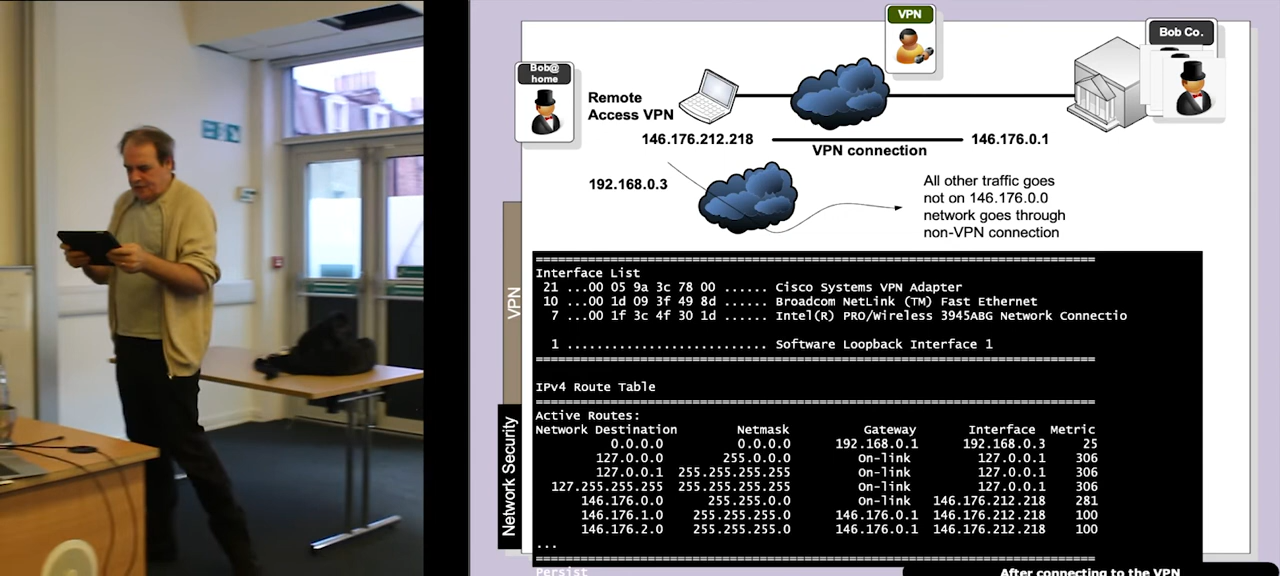 VPN
Bob Co.
Bob@
home
Remote
Access VPN
146.176.212.218
146.176.0.1
VPN connection
192.168.0.3
All other traffic goes
not on 146.176.0.0
network goes through
non-VPN connection
VPN
Network Security
Interface List
21 ...00 05 9a 3c 78 00 ...... Cisco Systems VPN Adapter
10 ...00 1d 09 3f 49 8d ...... Broadcom NetLink (TM) Fast Ethernet
7 ...00 1f 3c 4f 30 1d ...... Intel(R) PRO/Wireless 3945ABG Network Connectio
1 ........................... Software Loopback Interface 1
IPv4 Route Table
Active Routes:
Network Destination Netmask Gateway Interface Metric
0.0.0.0 0.0.0.0 192.168.0.1 192.168.0.3 25
127.0.0.0 255.0.0.0 On-link 127.0.0.1 306
127.0.0.1 255.255.255.255 On-link 127.0.0.1 306
127.255.255.255 255.255.255.255 On-link 127.0.0.1 306
146.176.0.0 255.255.0.0 On-link 146.176.212.218 281
146.176.1.0 255.255.255.0 146.176.0.1 146.176.212.218 100
146.176.2.0 255.255.255.0 146.176.0.1 146.176.212.218 100
...
Persist
After connecting to the VPN